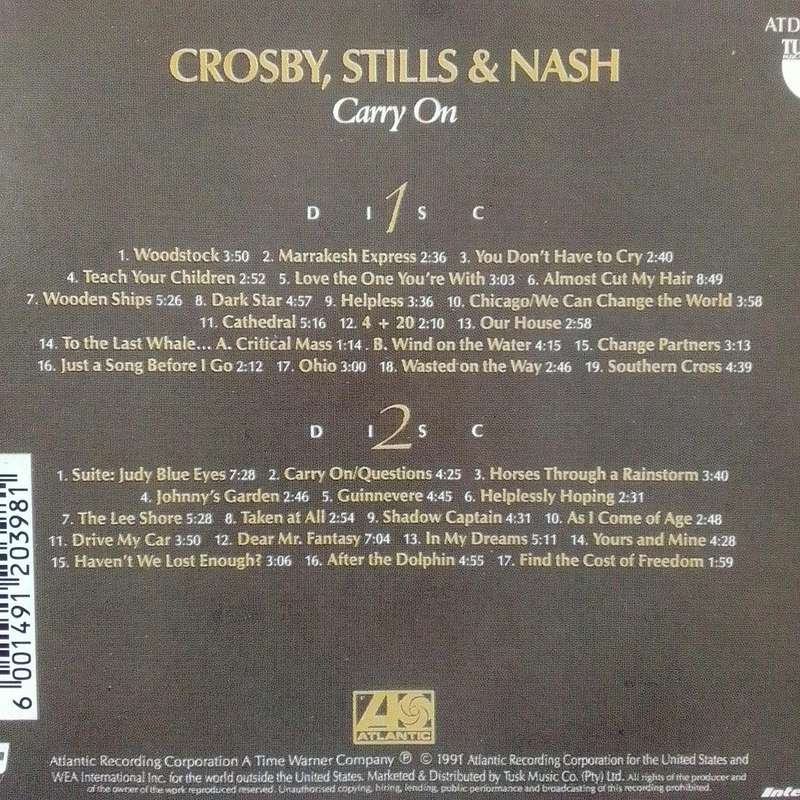 ATD
TU
CROSBY, STILLS & NASH
Carry On
DISC 1
1. Woodstock 3:50 2. Marrakesh Express 2:36 3. You Don't Have to Cry 2:40
4. Teach Your Children 2:52 5. Love the One You're With 3:03 6. Almost Cut My Hair 8:49
7. Wooden Ships 5:26 8. Dark Star 4:57 9. Helpless 3:36 10. Chicago/We Can Change the World 3:58
11. Cathedral 5:16 12. 4 + 20 2:10 13. Our House 2:58
14. To the Last Whale... A. Critical Mass 1:14 . B. Wind on the Water 4:15 15. Change Partners 3:13
16. Just a Song Before I Go 2:12 17. Ohio 3:00 18. Wasted on the Way 2:46 19. Southern Cross 4:39
DISC 2
1. Suite: Judy Blue Eyes 7:28 2. Carry On/Questions 4:25 3. Horses Through a Rainstorm 3:40
4. Johnny's Garden 2:46 5. Guinnevere 4:45 6. Helplessly Hoping 2:31
7. The Lee Shore 5:28 8. Taken at All 2:54 9. Shadow Captain 4:31 10. As I Come of Age 2:48
11. Drive My Car 3:50 12. Dear Mr. Fantasy 7:04 13. In My Dreams 5:11 14. Yours and Mine 4:28
15. Haven't We Lost Enough? 3:06 16. After the Dolphin 4:55 17. Find the Cost of Freedom 1:59
6 001491 203981
ATLANTIC
Atlantic Recording Corporation A Time Warner Company ℗ © 1991 Atlantic Recording Corporation for the United States and
WEA International Inc. for the world outside the United States. Marketed & Distributed by Tusk Music Co. (Pty) Ltd. All rights of the producer and
of the owner of the work reproduced reserved. Unauthorised copying, hiring, lending, public performance and broadcasting of this recording prohibited.
Inte